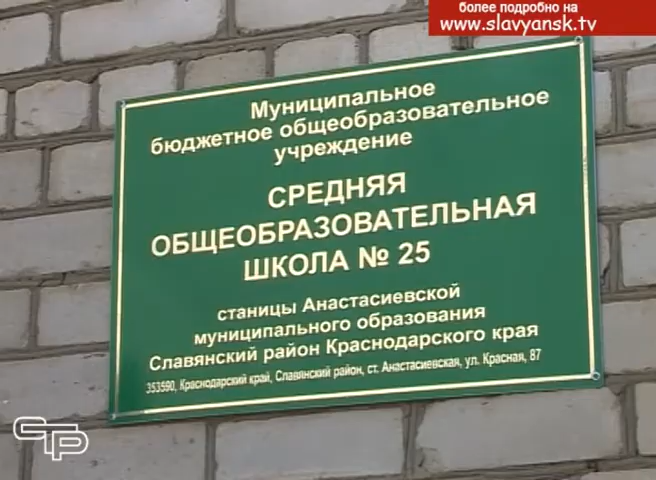 более подробно на
www.slavyansk.tv
Муниципальное
бюджетное общеобразовательное
учреждение
СРЕДНЯЯ
ОБЩЕОБРАЗОВАТЕЛЬНАЯ
ШКОЛА № 25
станицы Анастасиевской
муниципального образования
Славянский район Краснодарского края
353590, Краснодарский край, Славянский район, ст. Анастасиевская, ул. Красная, 87
СТР